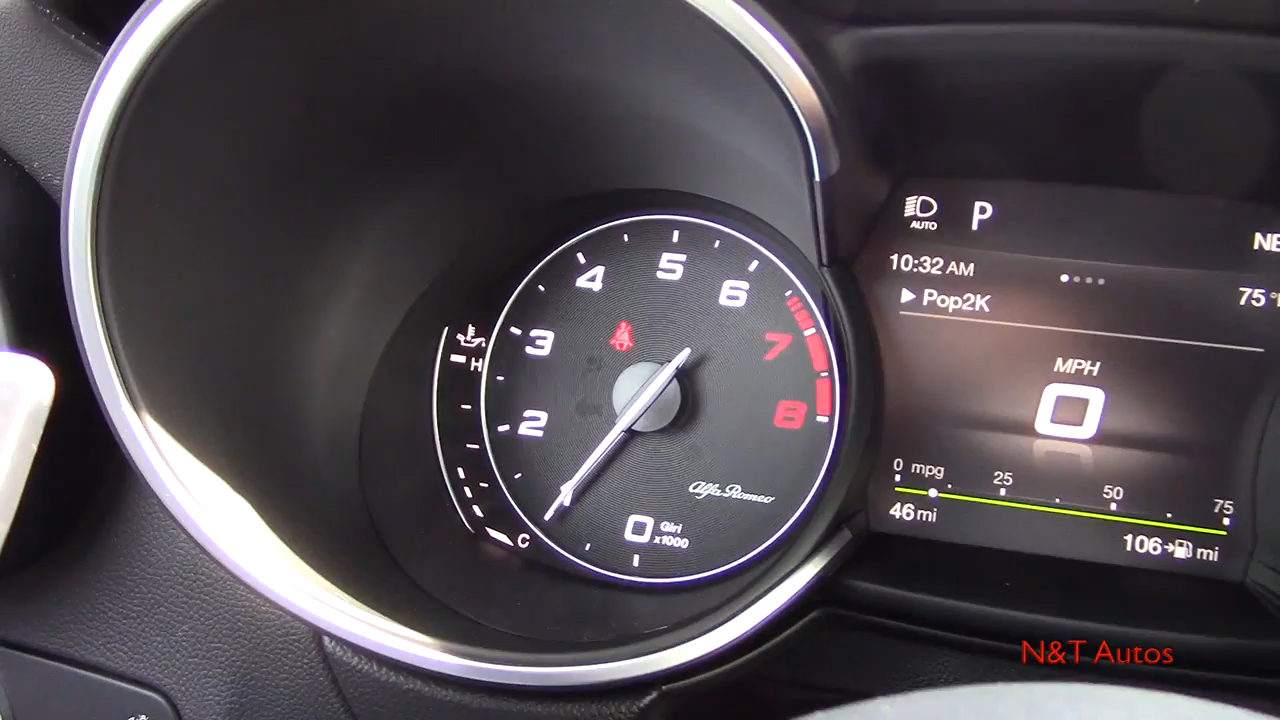 5
4
6
3
7
H
2
8
Alfa Romeo
0 Giri
x1000
C
AUTO
P
NE
10:32 AM
Pop2K
75°
MPH
0
0 mpg 25 50 75
46 mi
106 mi
N&T Autos